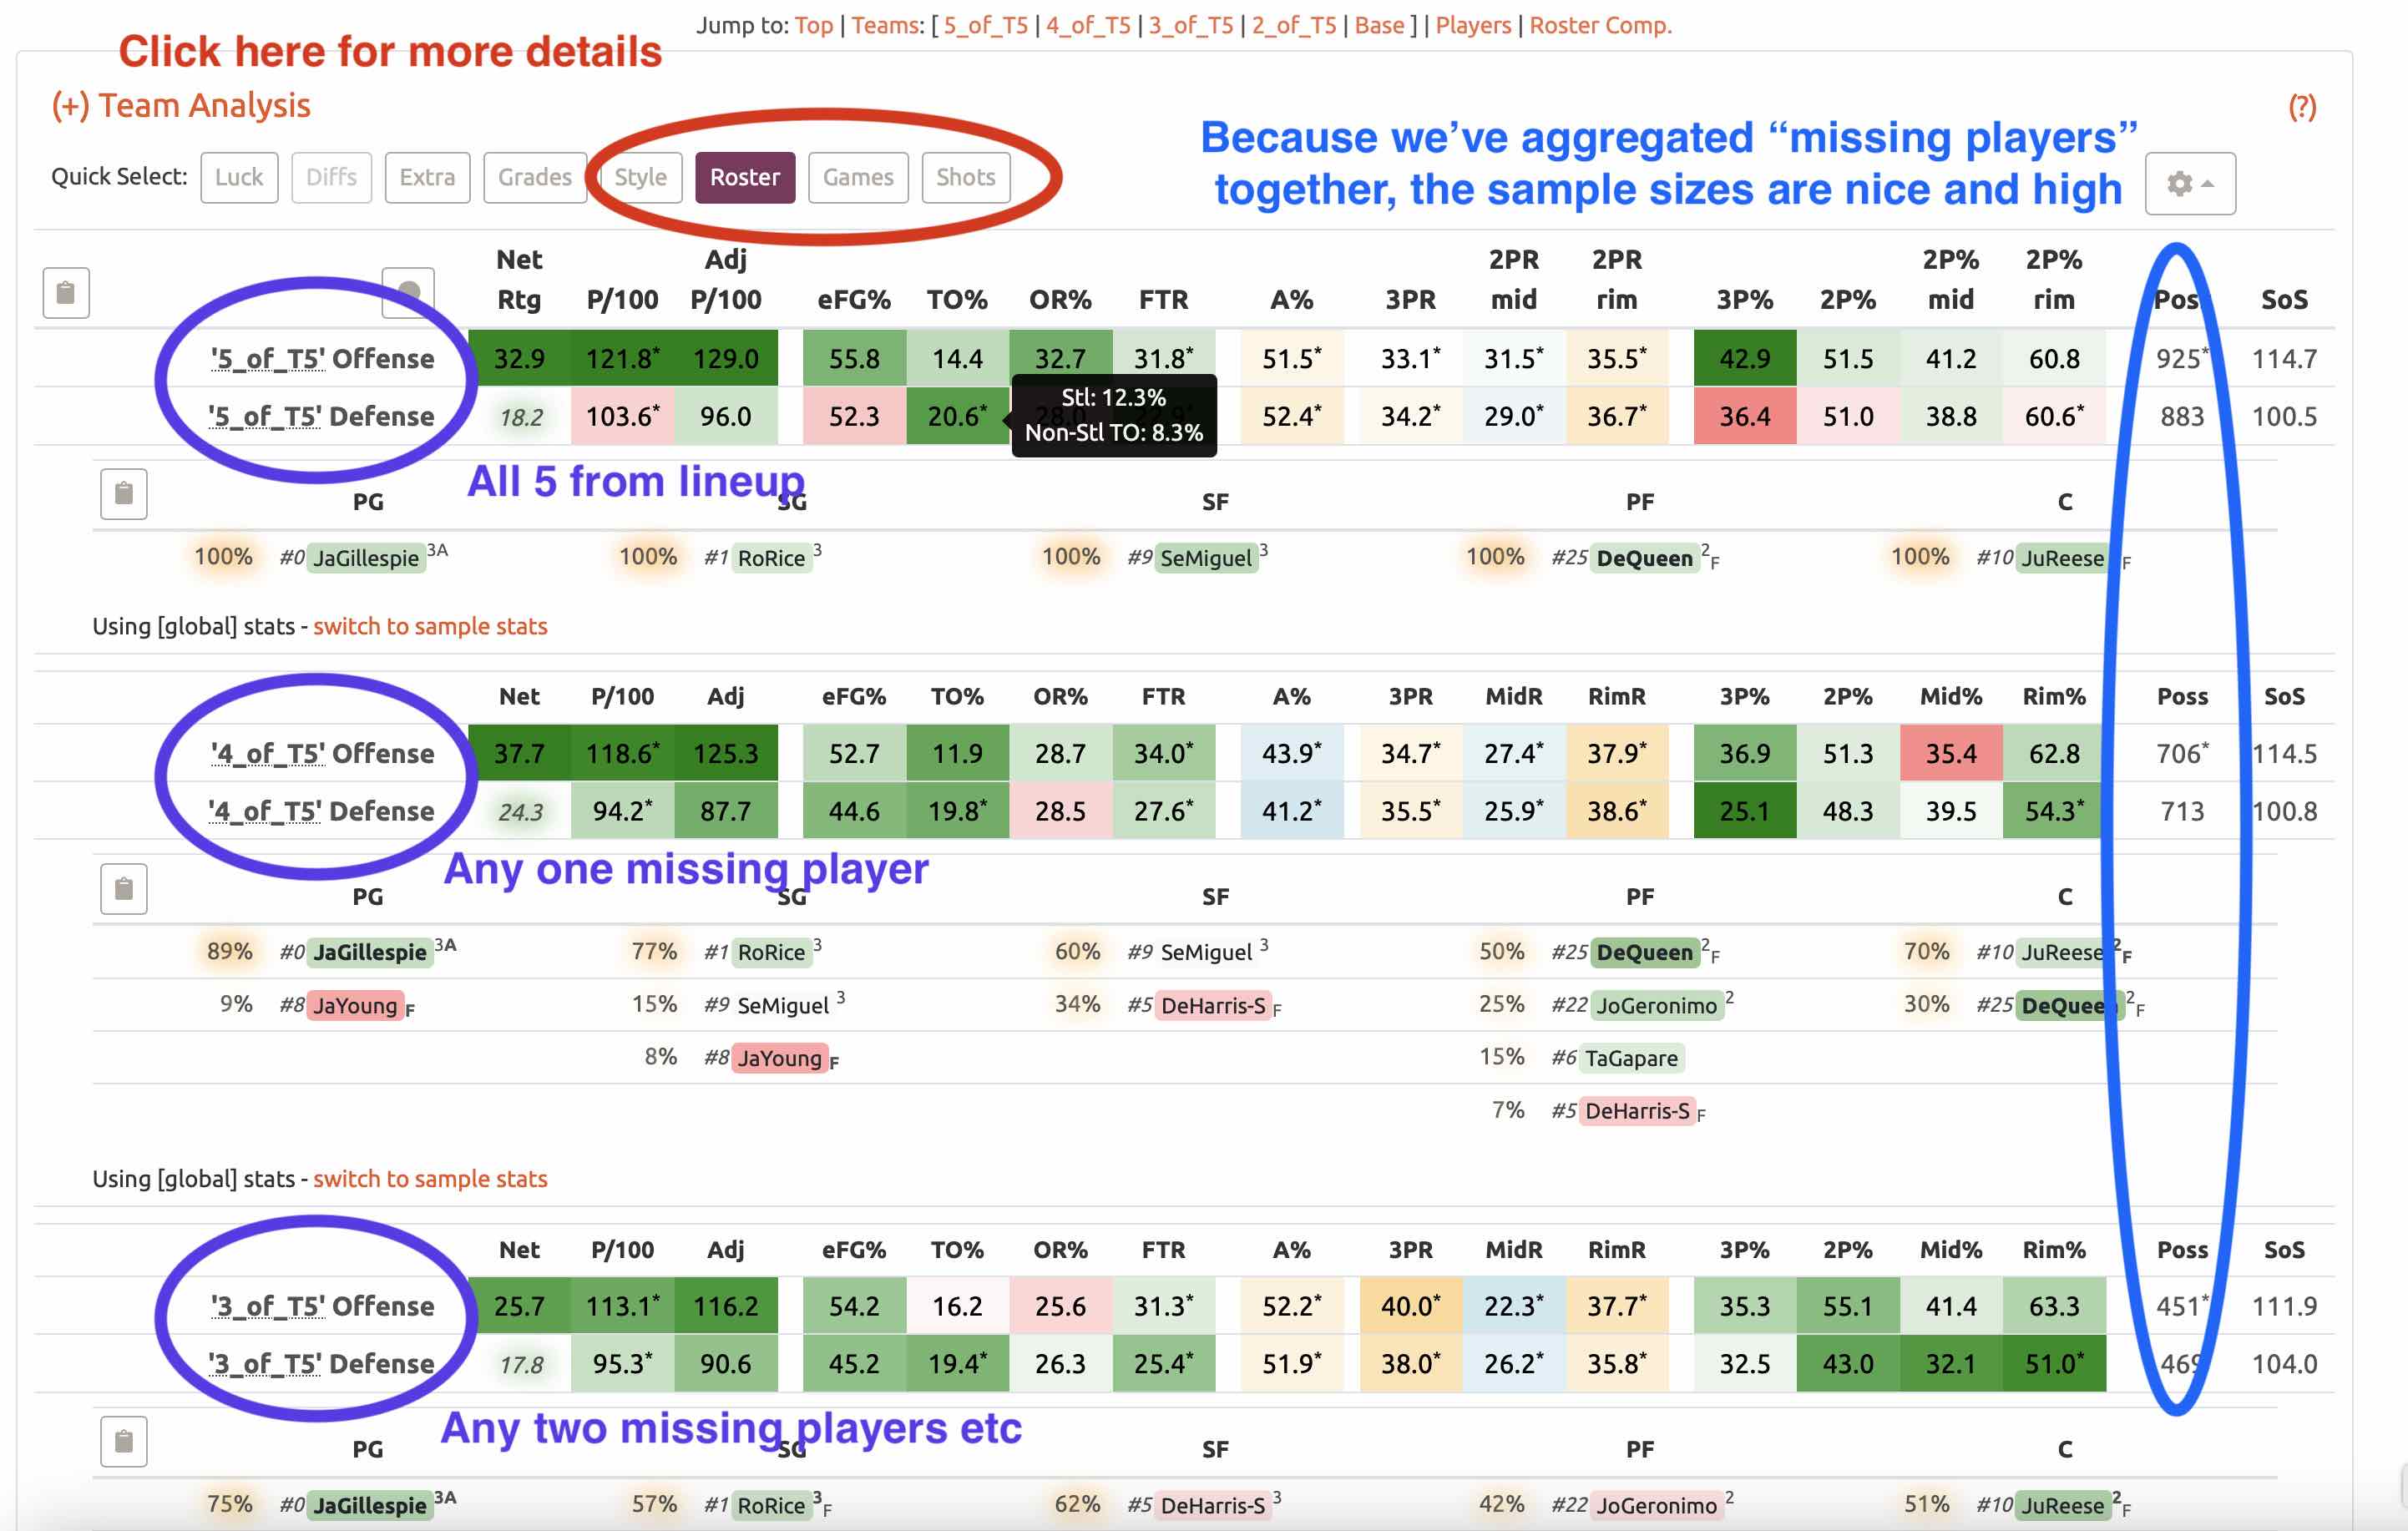 Jump to: Top | Teams: [ 5_of_T5 | 4_of_T5 | 3_of_T5 | 2_of_T5 | Base ] | Players | Roster Comp.
Click here for more details
(+) Team Analysis
(?)
Because we’ve aggregated “missing players”
together, the sample sizes are nice and high
Quick Select: Luck Diffs Extra Grades Style Roster Games Shots
Net Adj 2PR 2PR 2P% 2P%
Rtg P/100 P/100 eFG% TO% OR% FTR A% 3PR mid rim 3P% 2P% mid rim Pos SoS
'5_of_T5' Offense 32.9 121.8* 129.0 55.8 14.4 32.7 31.8* 51.5* 33.1* 31.5* 35.5* 42.9 51.5 41.2 60.8 925* 114.7
'5_of_T5' Defense 18.2 103.6* 96.0 52.3 20.6* 28.0 22.9* 52.4* 34.2* 29.0* 36.7* 36.4 51.0 38.8 60.6* 883 100.5
Stl: 12.3%
Non-Stl TO: 8.3%
All 5 from lineup
PG SG SF PF C
100% #0 JaGillespie 3A 100% #1 RoRice 3 100% #9 SeMiguel 3 100% #25 DeQueen 2 F 100% #10 JuReese F
Using [global] stats - switch to sample stats
Net P/100 Adj eFG% TO% OR% FTR A% 3PR MidR RimR 3P% 2P% Mid% Rim% Poss SoS
'4_of_T5' Offense 37.7 118.6* 125.3 52.7 11.9 28.7 34.0* 43.9* 34.7* 27.4* 37.9* 36.9 51.3 35.4 62.8 706* 114.5
'4_of_T5' Defense 24.3 94.2* 87.7 44.6 19.8* 28.5 27.6* 41.2* 35.5* 25.9* 38.6* 25.1 48.3 39.5 54.3* 713 100.8
Any one missing player
PG SG SF PF C
89% #0 JaGillespie 3A 77% #1 RoRice 3 60% #9 SeMiguel 3 50% #25 DeQueen 2 F 70% #10 JuReese 2 F
9% #8 JaYoung F 15% #9 SeMiguel 3 34% #5 DeHarris-S F 25% #22 JoGeronimo 2 30% #25 DeQueen 2 F
8% #8 JaYoung F 15% #6 TaGapare
7% #5 DeHarris-S F
Using [global] stats - switch to sample stats
Net P/100 Adj eFG% TO% OR% FTR A% 3PR MidR RimR 3P% 2P% Mid% Rim% Poss SoS
'3_of_T5' Offense 25.7 113.1* 116.2 54.2 16.2 25.6 31.3* 52.2* 40.0* 22.3* 37.7* 35.3 55.1 41.4 63.3 451* 111.9
'3_of_T5' Defense 17.8 95.3* 90.6 45.2 19.4* 26.3 25.4* 51.9* 38.0* 26.2* 35.8* 32.5 43.0 32.1 51.0* 469 104.0
Any two missing players etc
PG SG SF PF C
75% #0 JaGillespie 3A 57% #1 RoRice 3 F 62% #5 DeHarris-S 3 42% #22 JoGeronimo 2 51% #10 JuReese 2 F